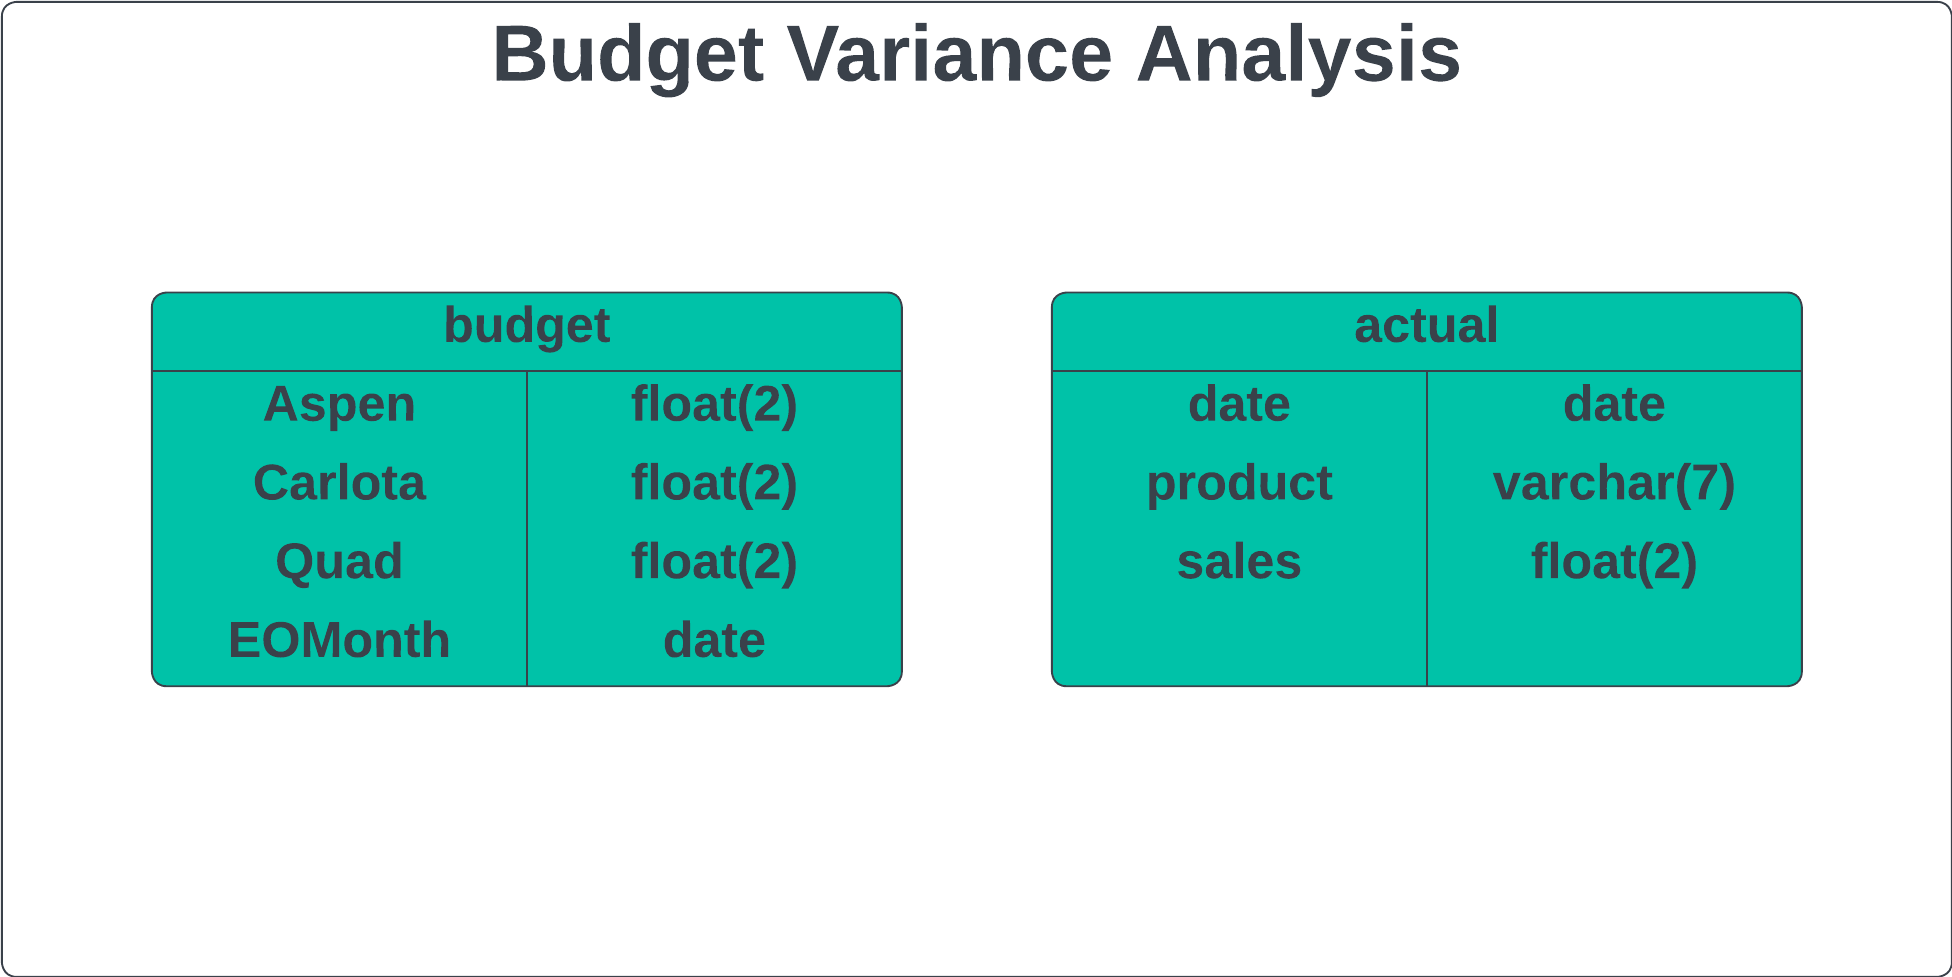 Budget Variance Analysis
budget
Aspen float(2)
Carlota float(2)
Quad float(2)
EOMonth date
actual
date date
product varchar(7)
sales float(2)